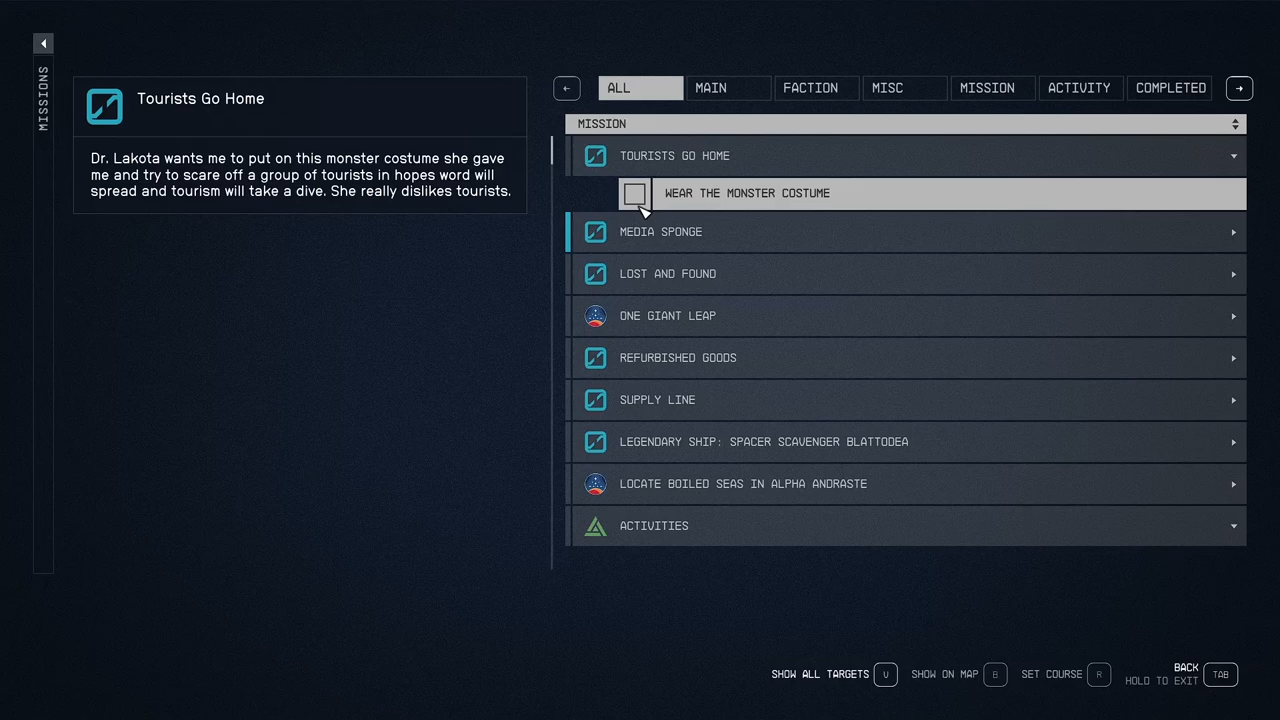 MISSIONS
Tourists Go Home
Dr. Lakota wants me to put on this monster costume she gave
me and try to scare off a group of tourists in hopes word will
spread and tourism will take a dive. She really dislikes tourists.
ALL MAIN FACTION MISC MISSION ACTIVITY COMPLETED
MISSION
TOURISTS GO HOME
WEAR THE MONSTER COSTUME
MEDIA SPONGE
LOST AND FOUND
ONE GIANT LEAP
REFURBISHED GOODS
SUPPLY LINE
LEGENDARY SHIP: SPACER SCAVENGER BLATTODEA
LOCATE BOILED SEAS IN ALPHA ANDRASTE
ACTIVITIES
SHOW ALL TARGETS V SHOW ON MAP B SET COURSE R BACK TAB
HOLD TO EXIT